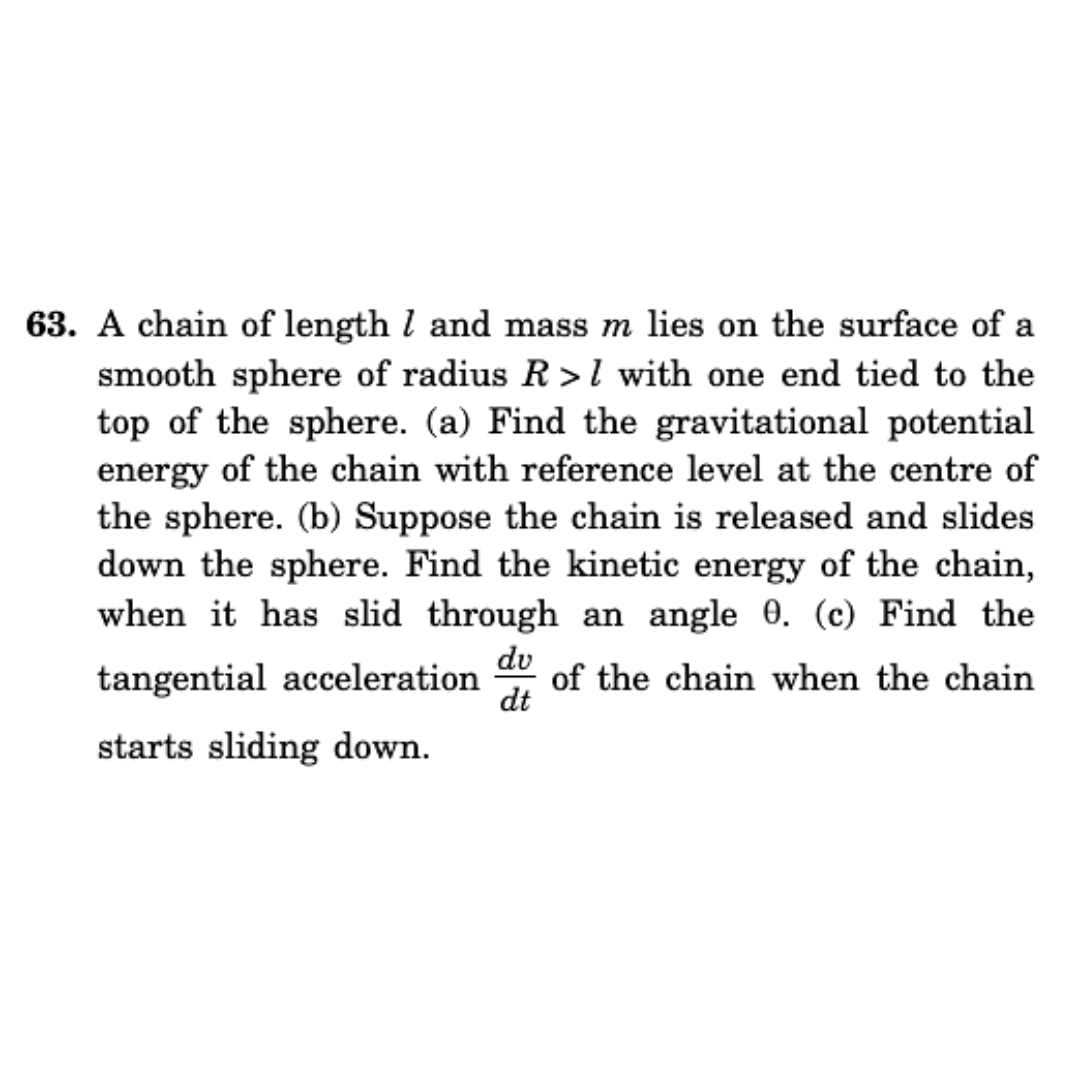 63. A chain of length l and mass m lies on the surface of a
smooth sphere of radius R > l with one end tied to the
top of the sphere. (a) Find the gravitational potential
energy of the chain with reference level at the centre of
the sphere. (b) Suppose the chain is released and slides
down the sphere. Find the kinetic energy of the chain,
when it has slid through an angle θ. (c) Find the
tangential acceleration dv/dt of the chain when the chain
starts sliding down.